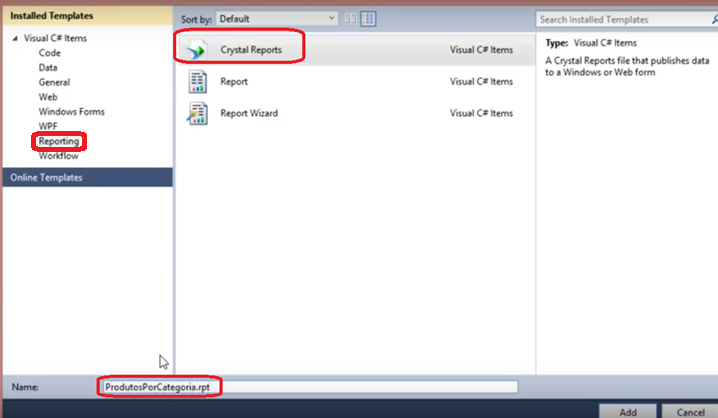 Installed Templates
Sort by: Default
Search Installed Templates
Visual C# Items
Code
Data
General
Web
Windows Forms
WPF
Reporting
Workflow
Online Templates
Crystal Reports Visual C# Items
Report Visual C# Items
Report Wizard Visual C# Items
Type: Visual C# Items
A Crystal Reports file that publishes data
to a Windows or Web form
Name: ProdutosPorCategoria.rpt
Add Cancel